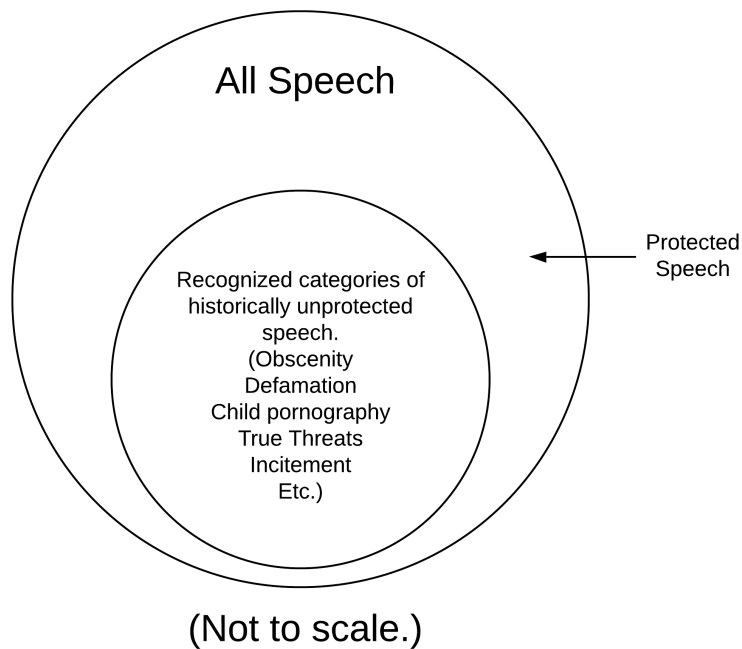 All Speech
Protected
Speech
Recognized categories of
historically unprotected
speech.
(Obscenity
Defamation
Child pornography
True Threats
Incitement
Etc.)
(Not to scale.)